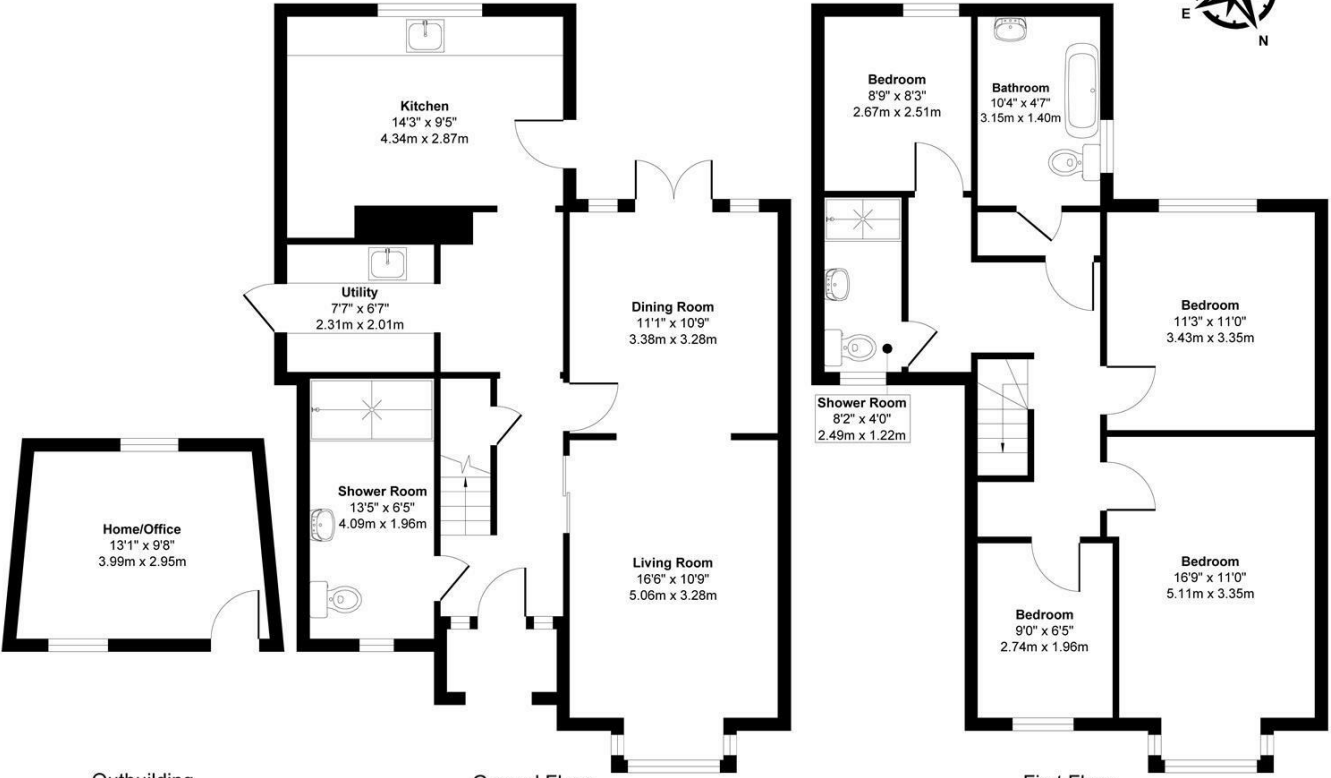 E
N
Kitchen
14'3" x 9'5"
4.34m x 2.87m
Utility
7'7" x 6'7"
2.31m x 2.01m
Dining Room
11'1" x 10'9"
3.38m x 3.28m
Shower Room
13'5" x 6'5"
4.09m x 1.96m
Living Room
16'6" x 10'9"
5.06m x 3.28m
Home/Office
13'1" x 9'8"
3.99m x 2.95m
Bedroom
8'9" x 8'3"
2.67m x 2.51m
Bathroom
10'4" x 4'7"
3.15m x 1.40m
Bedroom
11'3" x 11'0"
3.43m x 3.35m
Shower Room
8'2" x 4'0"
2.49m x 1.22m
Bedroom
16'9" x 11'0"
5.11m x 3.35m
Bedroom
9'0" x 6'5"
2.74m x 1.96m
Outbuilding
Ground Floor
First Floor